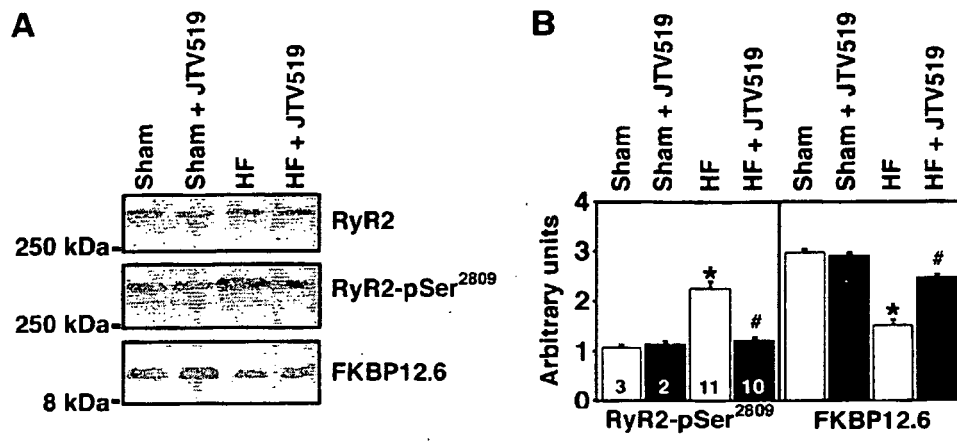 A
Sham
Sham + JTV519
HF
HF + JTV519
RyR2
250 kDa-
RyR2-pSer2809
250 kDa-
FKBP12.6
8 kDa-
B
Sham
Sham + JTV519
HF
HF + JTV519
Sham
Sham + JTV519
HF
HF + JTV519
Arbitrary units
4
3
2
1
0
*
#
*
#
3
2
11
10
RyR2-pSer2809
FKBP12.6